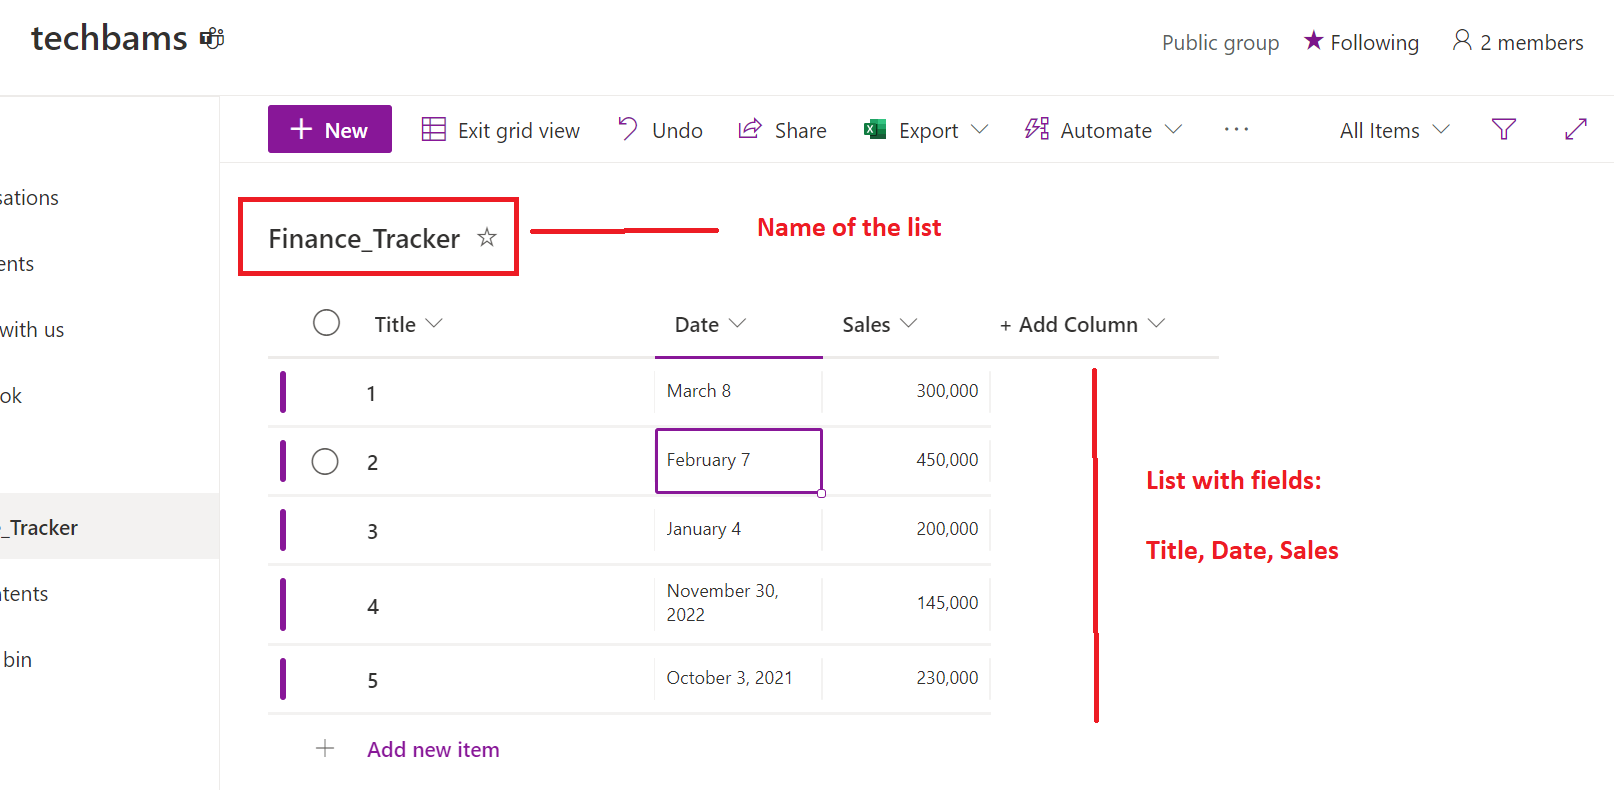 techbams
Public group Following 2 members
New Exit grid view Undo Share Export Automate ... All Items
sations
ents
with us
ok
_Tracker
tents
bin
Finance_Tracker
Name of the list
Title Date Sales + Add Column
1 March 8 300,000
2 February 7 450,000
3 January 4 200,000
4 November 30,
2022 145,000
5 October 3, 2021 230,000
Add new item
List with fields:
Title, Date, Sales